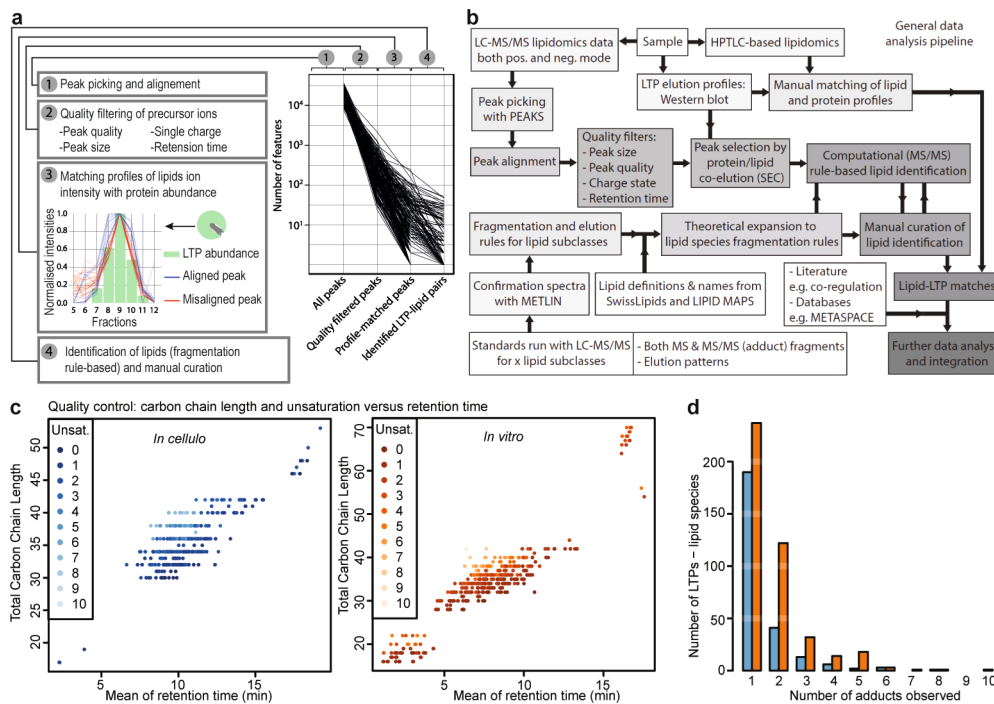 a
1 2 3 4
1 Peak picking and alignement
2 Quality filtering of precursor ions
-Peak quality -Single charge
-Peak size -Retention time
3 Matching profiles of lipids ion
intensity with protein abundance
Normalised intensities
1.0
0.8
0.6
0.4
0.2
0.0
5 6 7 8 9 10 11 12
Fractions
LTP abundance
Aligned peak
Misaligned peak
4 Identification of lipids (fragmentation
rule-based) and manual curation
Number of features
10⁴
10³
10²
10¹
All peaks
Quality filtered peaks
Profile-matched peaks
Identified LTP-lipid pairs
b
General data
analysis pipeline
LC-MS/MS lipidomics data
both pos. and neg. mode
Sample
HPTLC-based lipidomics
Peak picking
with PEAKS
LTP elution profiles:
Western blot
Manual matching of lipid
and protein profiles
Peak alignment
Quality filters:
- Peak size
- Peak quality
- Charge state
- Retention time
Peak selection by
protein/lipid
co-elution (SEC)
Computational (MS/MS)
rule-based lipid identification
Fragmentation and elution
rules for lipid subclasses
Theoretical expansion to
lipid species fragmentation rules
Manual curation of
lipid identification
Confirmation spectra
with METLIN
Lipid definitions & names from
SwissLipids and LIPID MAPS
- Literature
e.g. co-regulation
- Databases
e.g. METASPACE
Lipid-LTP matches
Standards run with LC-MS/MS
for x lipid subclasses
- Both MS & MS/MS (adduct) fragments
- Elution patterns
Further data analysis
and integration
c
Quality control: carbon chain length and unsaturation versus retention time
Unsat.
0
1
2
3
4
5
6
7
8
9
10
In cellulo
Total Carbon Chain Length
50
45
40
35
30
25
20
5 10 15
Mean of retention time (min)
Unsat.
0
1
2
3
4
5
6
7
8
9
10
In vitro
Total Carbon Chain Length
70
60
50
40
30
20
5 10 15
Mean of retention time (min)
d
Number of LTPs – lipid species
200
150
100
50
0
1 2 3 4 5 6 7 8 9 10
Number of adducts observed